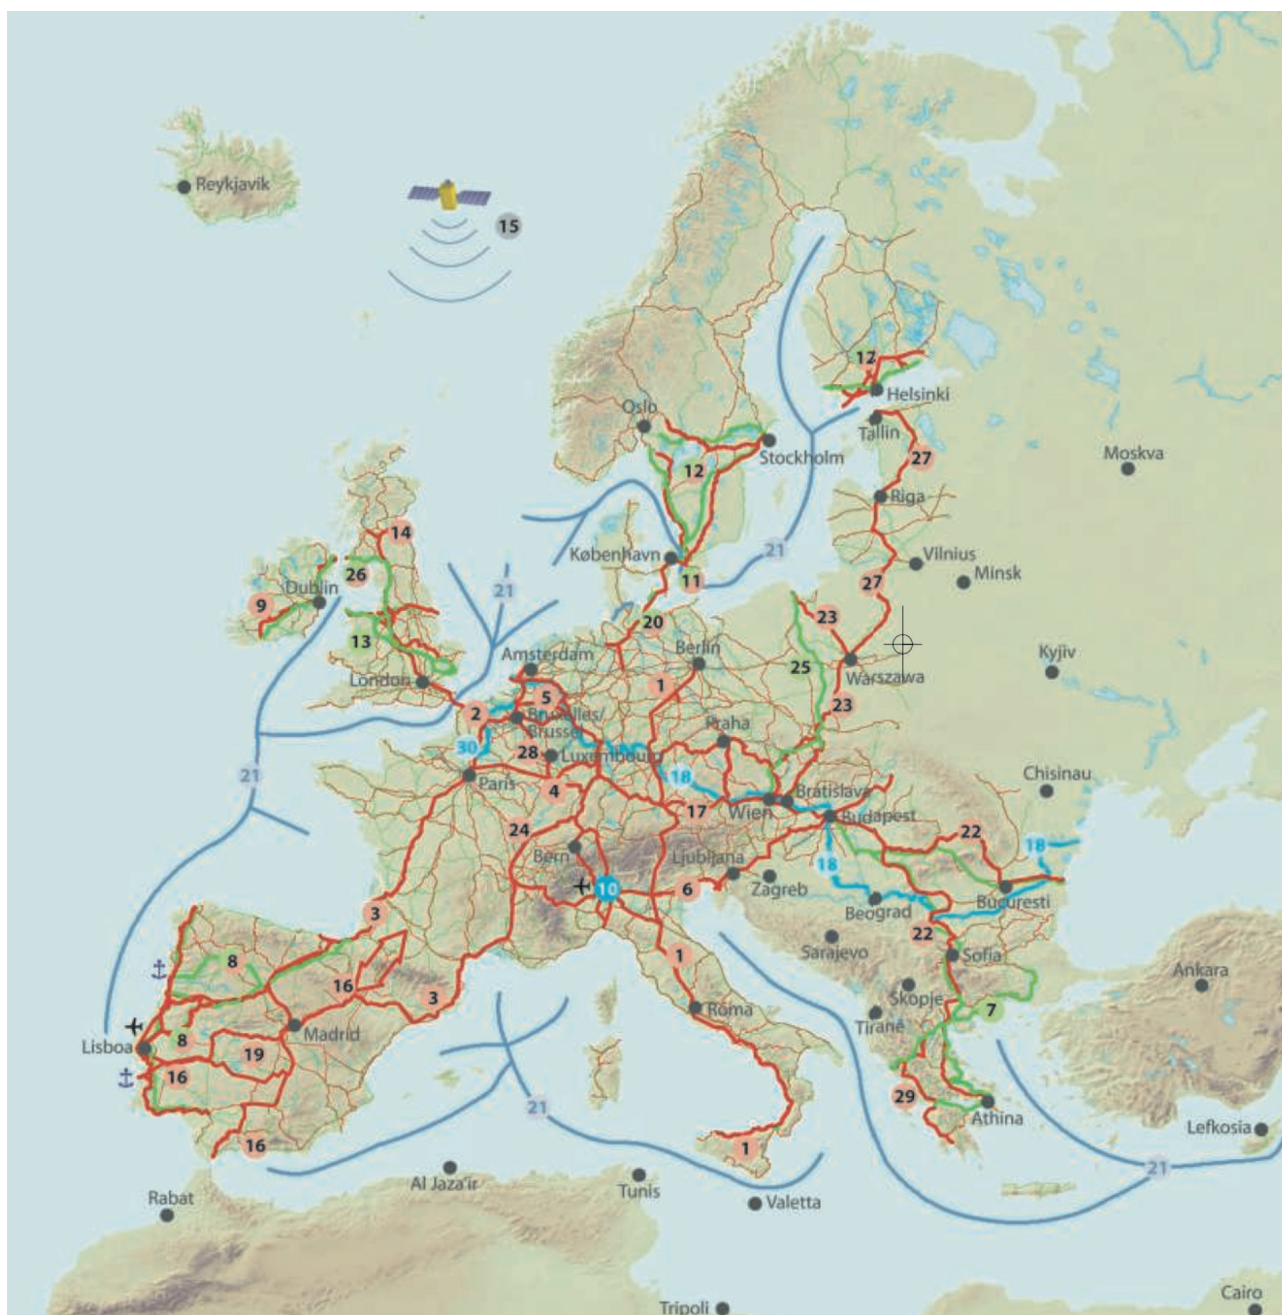 Reykjavik
15
12
Helsinki
Oslo
Tallin
Stockholm
12
27
Moskva
Riga
14
København
21
Vilnius
26
11
27
Minsk
21
Dublin
9
20
23
13
Amsterdam
Berlin
25
Kyjiv
London
1
Warszawa
5
23
2
Bruxelles/
Brussel
Praha
30
28
Luxembourg
21
Paris
18
Chisinau
4
Bratislava
17
Wien
Budapest
24
22
Bern
Ljubljana
18
18
10
6
Zagreb
Bucuresti
Beograd
3
22
Sarajevo
8
1
Sofia
16
Ankara
3
Skopje
Roma
7
Madrid
Tirane
8
Lisboa
19
16
29
21
Athina
Lefkosia
16
1
21
Al Jaza'ir
Tunis
Rabat
Valetta
Cairo
Tripoli